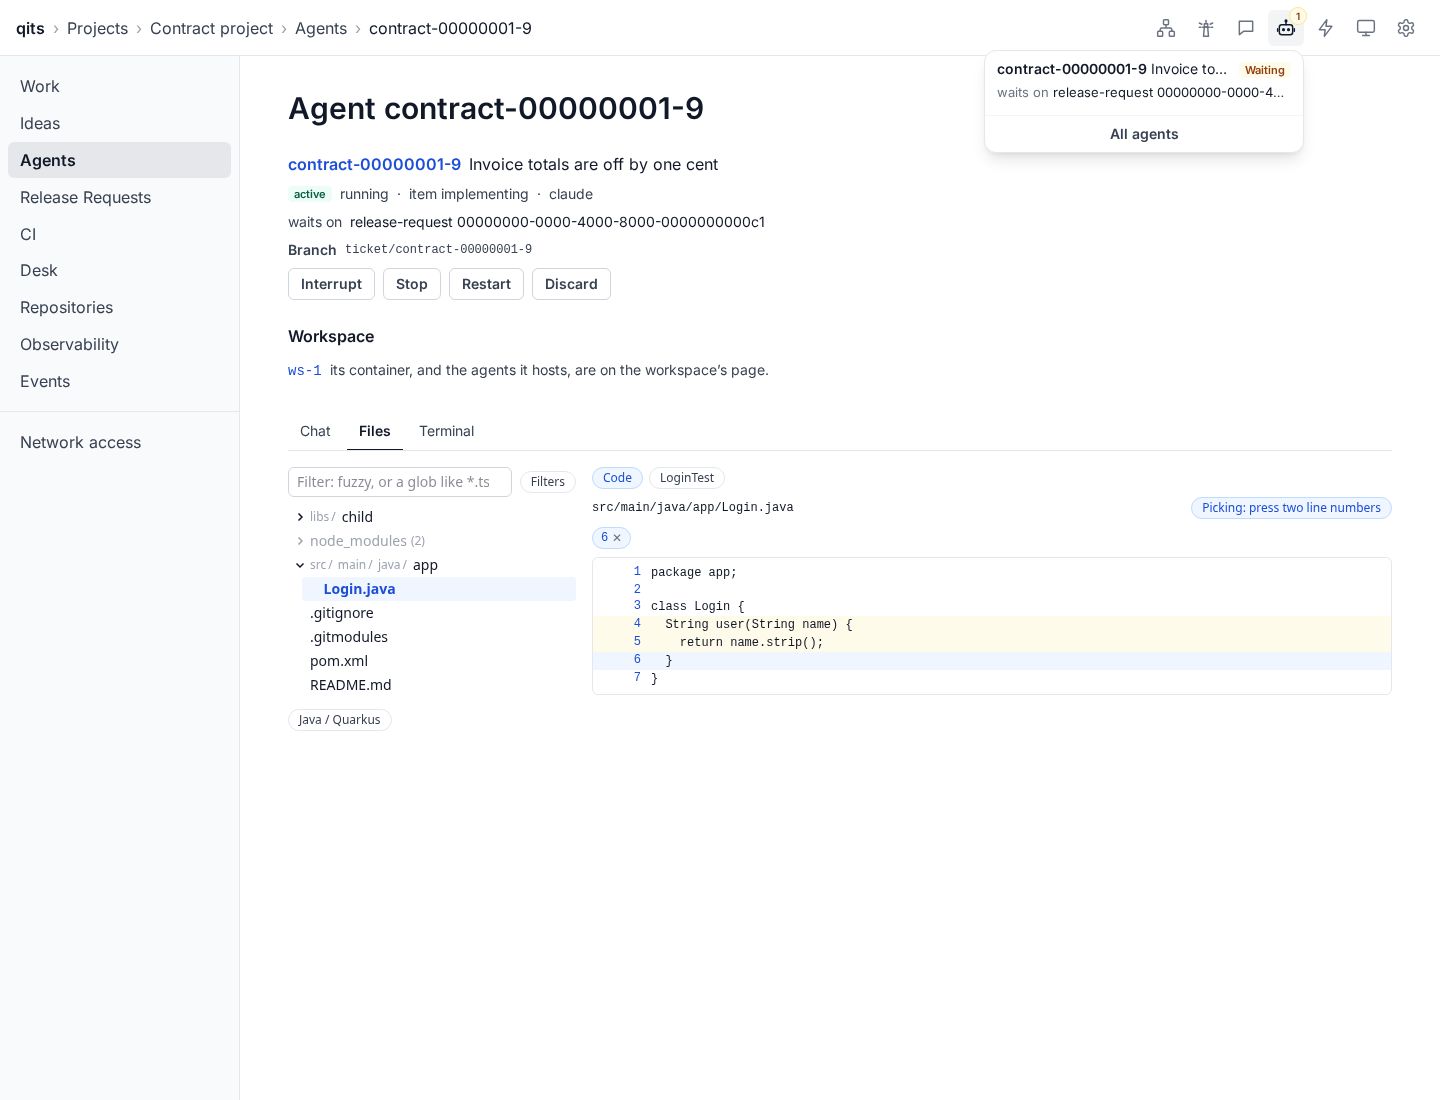 qits › Projects › Contract project › Agents › contract-00000001-9
1
contract-00000001-9 Invoice to... Waiting
waits on release-request 00000000-0000-4...
All agents
Work
Ideas
Agents
Release Requests
CI
Desk
Repositories
Observability
Events
Network access
Agent contract-00000001-9
contract-00000001-9 Invoice totals are off by one cent
active running · item implementing · claude
waits on release-request 00000000-0000-4000-8000-0000000000c1
Branch ticket/contract-00000001-9
Interrupt Stop Restart Discard
Workspace
ws-1 its container, and the agents it hosts, are on the workspace’s page.
Chat Files Terminal
Filter: fuzzy, or a glob like *.ts Filters
libs/ child
node_modules (2)
src/ main/ java/ app
Login.java
.gitignore
.gitmodules
pom.xml
README.md
Java / Quarkus
Code LoginTest
src/main/java/app/Login.java Picking: press two line numbers
6 ×
1 package app;
2
3 class Login {
4 String user(String name) {
5 return name.strip();
6 }
7 }